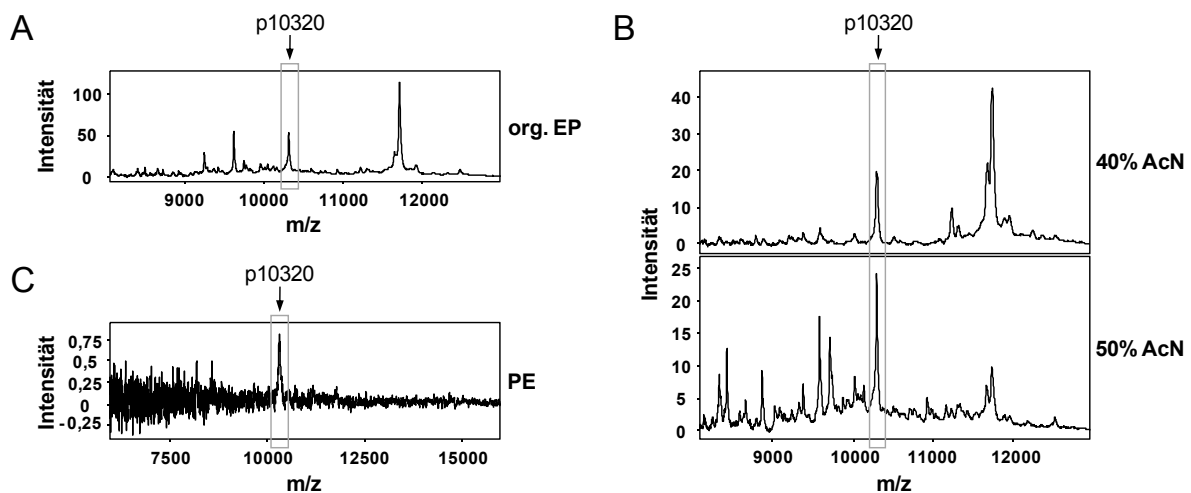 A
p10320
Intensität
100
50
0
org. EP
9000 10000 11000 12000
m/z
B
p10320
Intensität
40
30
20
10
0
40% AcN
25
20
15
10
5
0
50% AcN
9000 10000 11000 12000
m/z
C
p10320
Intensität
0,75
0,5
0,25
0
-0,25
PE
7500 10000 12500 15000
m/z